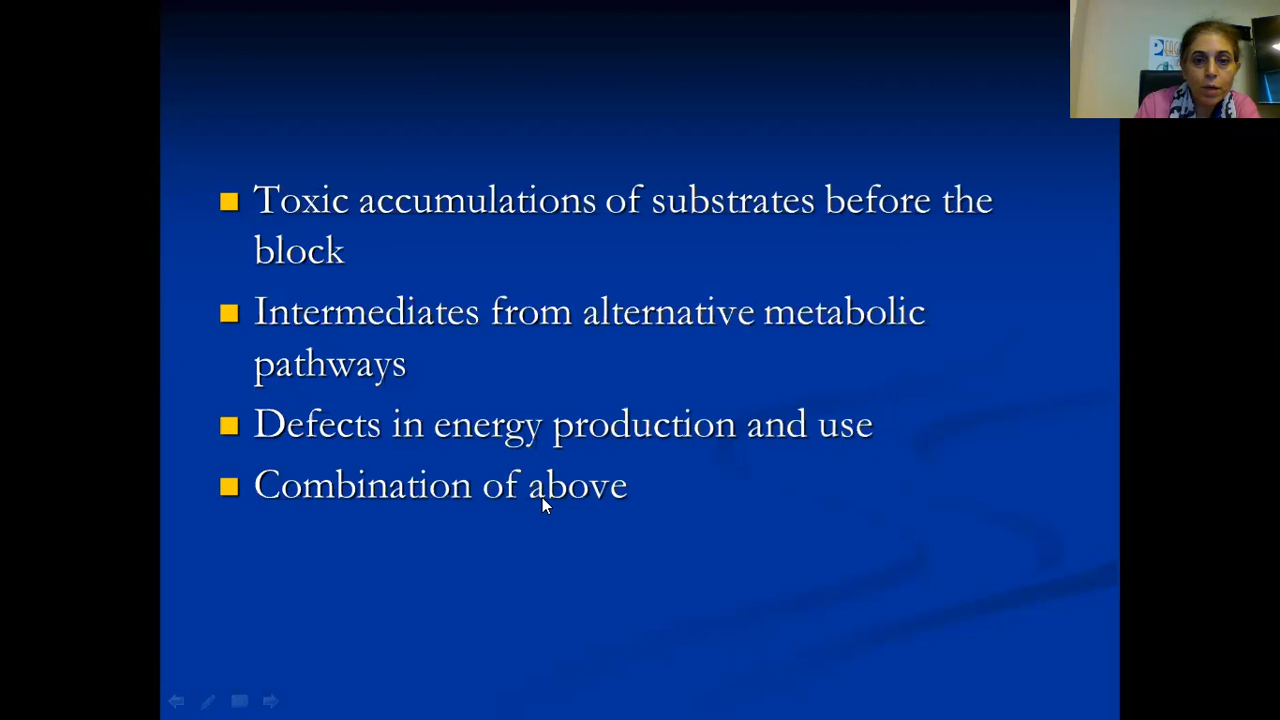 Toxic accumulations of substrates before the
block
Intermediates from alternative metabolic
pathways
Defects in energy production and use
Combination of above